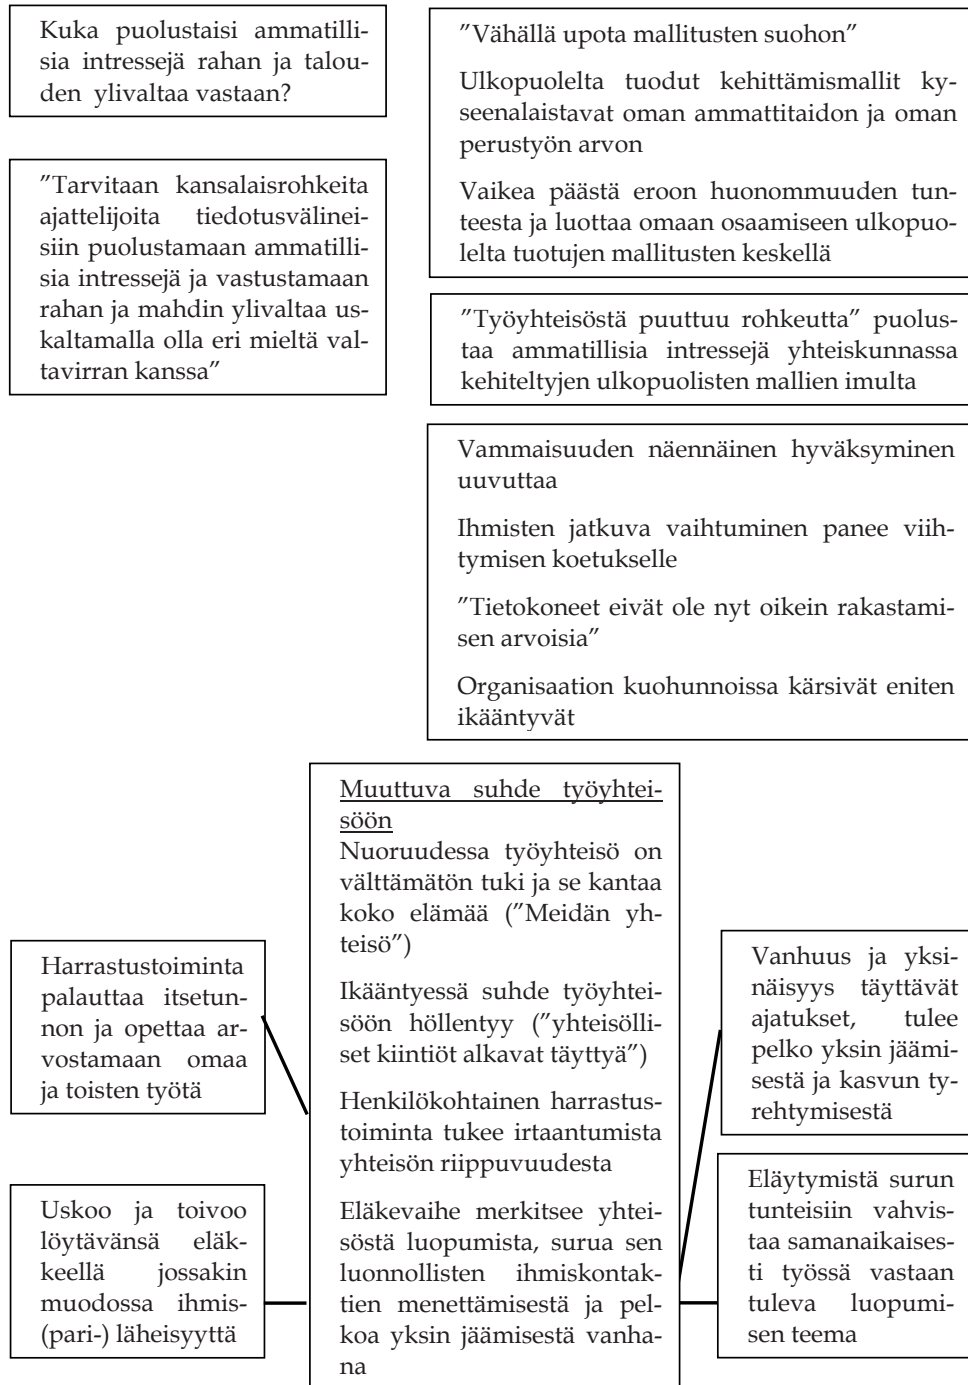 Kuka puolustaisi ammatilli-
sia intressejä rahan ja talou-
den ylivaltaa vastaan?
”Tarvitaan kansalaisrohkeita
ajattelijoita tiedotusvälinei-
siin puolustamaan ammatilli-
sia intressejä ja vastustamaan
rahan ja mahdin ylivaltaa us-
kaltamalla olla eri mieltä val-
tavirran kanssa”
”Vähällä upota mallitusten suohon”
Ulkopuolelta tuodut kehittämismallit ky-
seenalaistavat oman ammattitaidon ja oman
perustyön arvon
Vaikea päästä eroon huonommuuden tun-
teesta ja luottaa omaan osaamiseen ulkopuo-
lelta tuotujen mallitusten keskellä
”Työyhteisöstä puuttuu rohkeutta” puolus-
taa ammatillisia intressejä yhteiskunnassa
kehiteltyjen ulkopuolisten mallien imulta
Vammaisuuden näennäinen hyväksyminen
uuvuttaa
Ihmisten jatkuva vaihtuminen panee viih-
tymisen koetukselle
”Tietokoneet eivät ole nyt oikein rakastami-
sen arvoisia”
Organisaation kuohunnoissa kärsivät eniten
ikääntyvät
Harrastustoiminta
palauttaa itsetun-
non ja opettaa ar-
vostamaan omaa
ja toisten työtä
Uskoo ja toivoo
löytävänsä eläk-
keellä jossakin
muodossa ihmis-
(pari-) läheisyyttä
Muuttuva suhde työyhtei-
söön
Nuoruudessa työyhteisö on
välttämätön tuki ja se kantaa
koko elämää (”Meidän yh-
teisö”)
Ikääntyessä suhde työyhtei-
söön höllentyy (”yhteisölli-
set kiintiöt alkavat täyttyä”)
Henkilökohtainen harrastus-
toiminta tukee irtaantumista
yhteisön riippuvuudesta
Eläkevaihe merkitsee yhtei-
söstä luopumista, surua sen
luonnollisten ihmiskontak-
tien menettämisestä ja pel-
koa yksin jäämisestä vanha-
na
Vanhuus ja yksi-
näisyys täyttävät
ajatukset, tulee
pelko yksin jäämi-
sestä ja kasvun ty-
rehtymisestä
Eläytymistä surun
tunteisiin vahvis-
taa samanaikaises-
ti työssä vastaan
tuleva luopumi-
sen teema